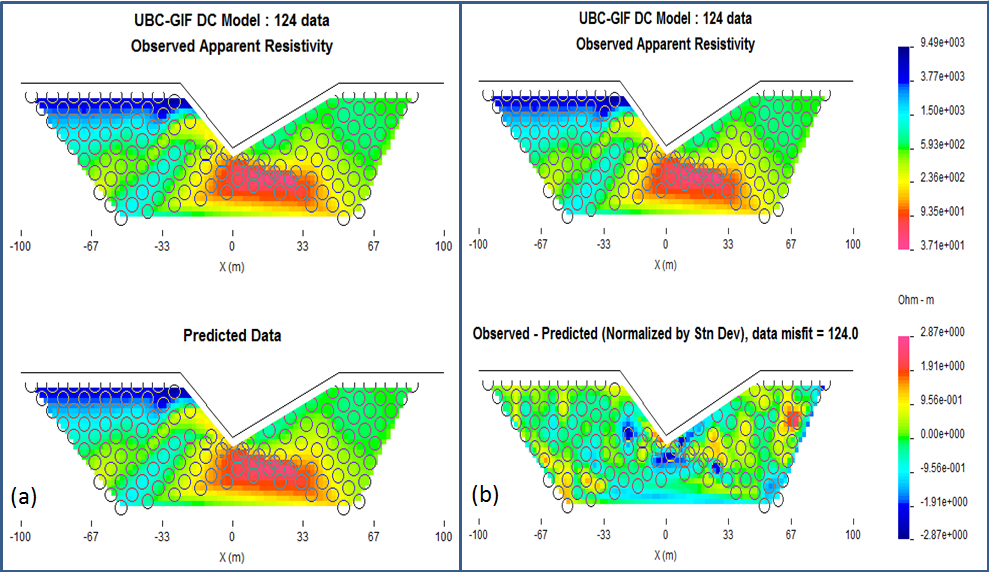 UBC-GIF DC Model : 124 data
Observed Apparent Resistivity
-100 -67 -33 0 33 67 100
X (m)
Predicted Data
(a)
-100 -67 -33 0 33 67 100
X (m)
UBC-GIF DC Model : 124 data
Observed Apparent Resistivity
-100 -67 -33 0 33 67 100
X (m)
9.49e+003
3.77e+003
1.50e+003
5.93e+002
2.36e+002
9.35e+001
3.71e+001
Ohm - m
Observed - Predicted (Normalized by Stn Dev), data misfit = 124.0
(b)
-100 -67 -33 0 33 67 100
X (m)
2.87e+000
1.91e+000
9.56e-001
0.00e+000
-9.56e-001
-1.91e+000
-2.87e+000